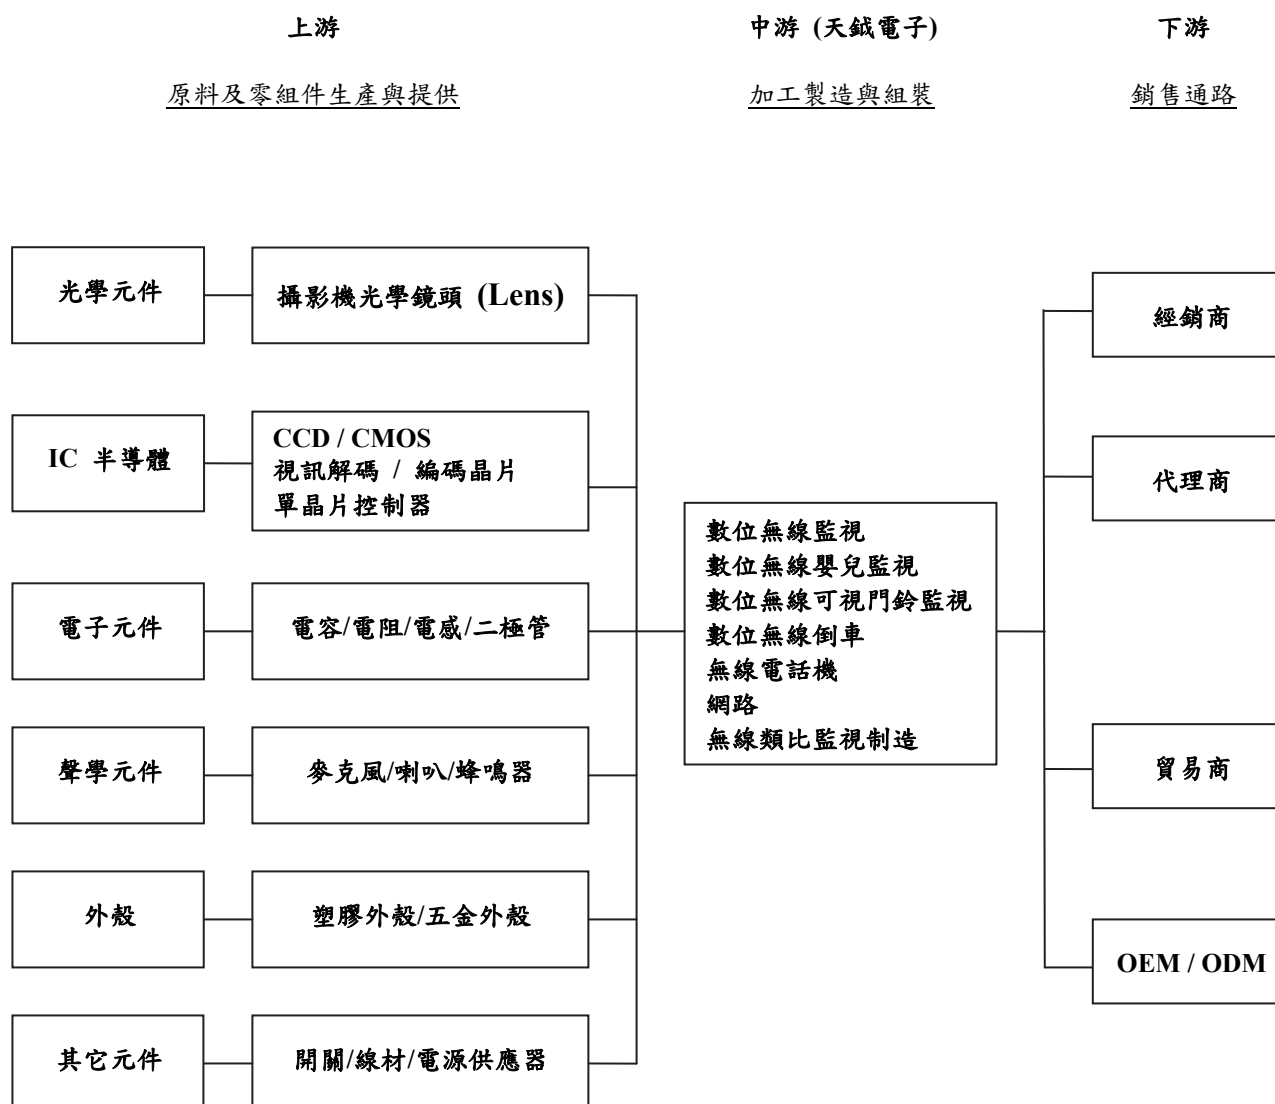 上游
中游 (天鉞電子)
下游
原料及零組件生產與提供
加工製造與組裝
銷售通路
光學元件
攝影機光學鏡頭 (Lens)
IC 半導體
CCD / CMOS
視訊解碼 / 編碼晶片
單晶片控制器
電子元件
電容/電阻/電感/二極管
聲學元件
麥克風/喇叭/蜂鳴器
外殼
塑膠外殼/五金外殼
其它元件
開關/線材/電源供應器
數位無線監視
數位無線嬰兒監視
數位無線可視門鈴監視
數位無線倒車
無線電話機
網路
無線類比監視制造
經銷商
代理商
貿易商
OEM / ODM